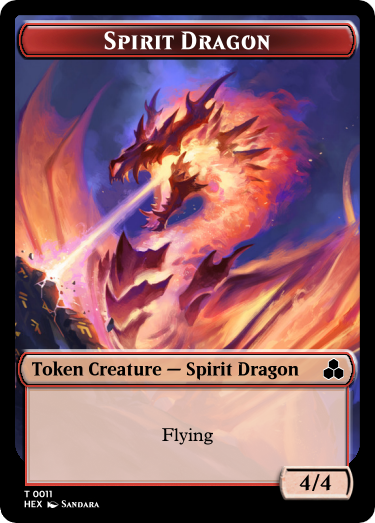 Spirit Dragon
Token Creature — Spirit Dragon
Flying
4/4
T 0011
HEX Sandara